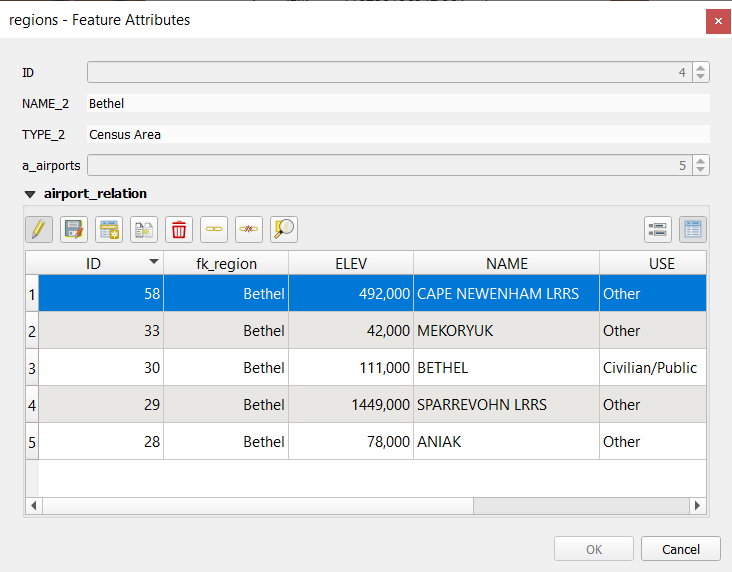 regions - Feature Attributes
ID 4
NAME_2 Bethel
TYPE_2 Census Area
a_airports 5
airport_relation
ID fk_region ELEV NAME USE
1 58 Bethel 492,000 CAPE NEWENHAM LRRS Other
2 33 Bethel 42,000 MEKORYUK Other
3 30 Bethel 111,000 BETHEL Civilian/Public
4 29 Bethel 1449,000 SPARREVOHN LRRS Other
5 28 Bethel 78,000 ANIAK Other
OK Cancel